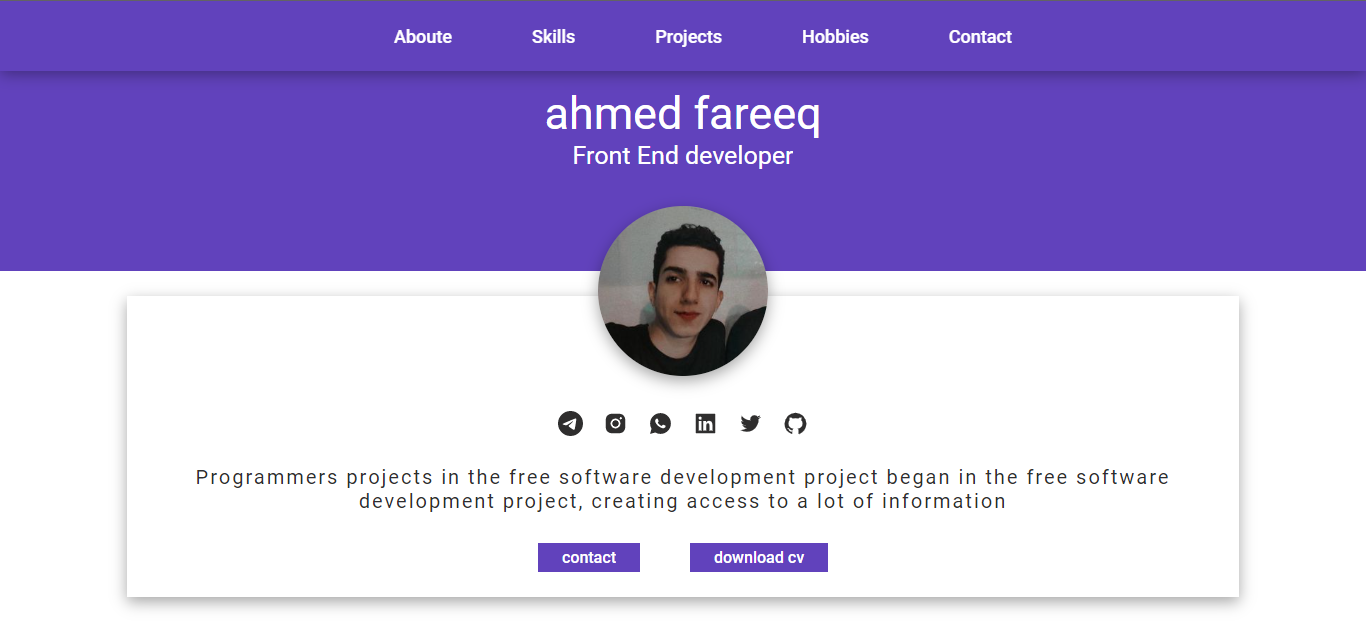 Aboute Skills Projects Hobbies Contact
ahmed fareeq
Front End developer
in
Programmers projects in the free software development project began in the free software
development project, creating access to a lot of information
contact download cv